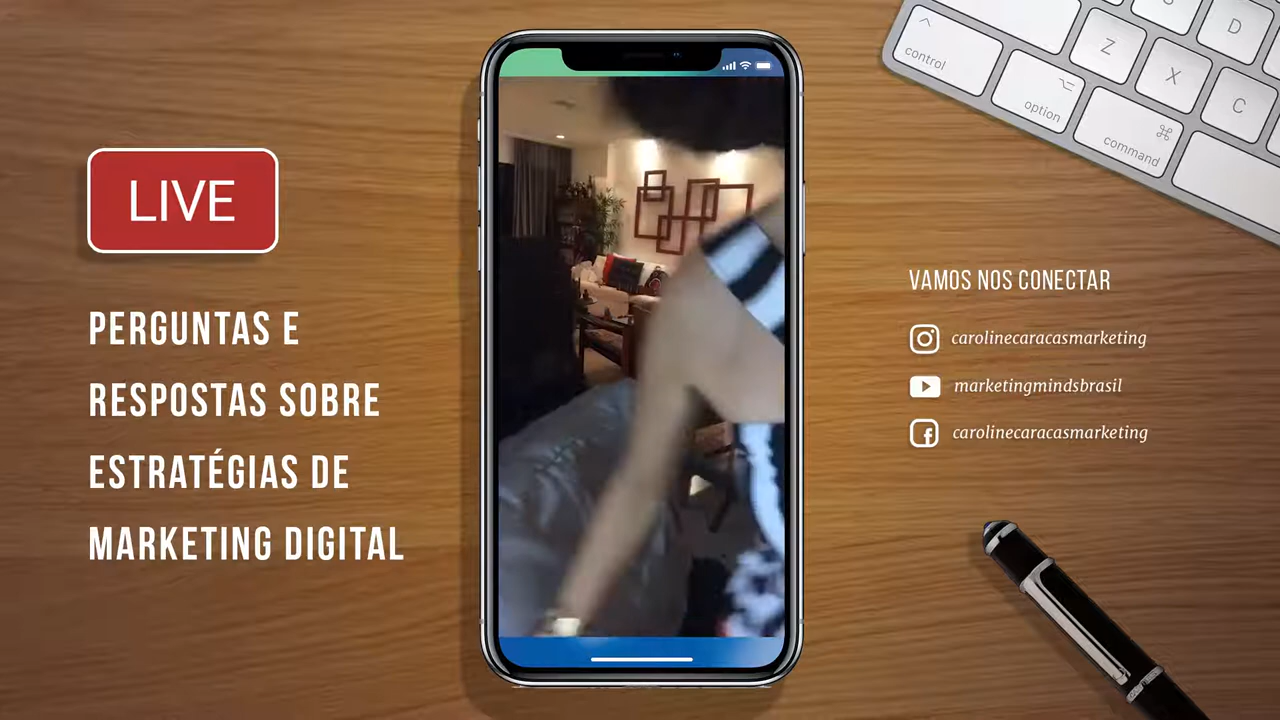 LIVE
PERGUNTAS E
RESPOSTAS SOBRE
ESTRATÉGIAS DE
MARKETING DIGITAL
VAMOS NOS CONECTAR
carolinecaracasmarketing
marketingmindsbrasil
carolinecaracasmarketing
control
option
command
Z
X
C
S
D